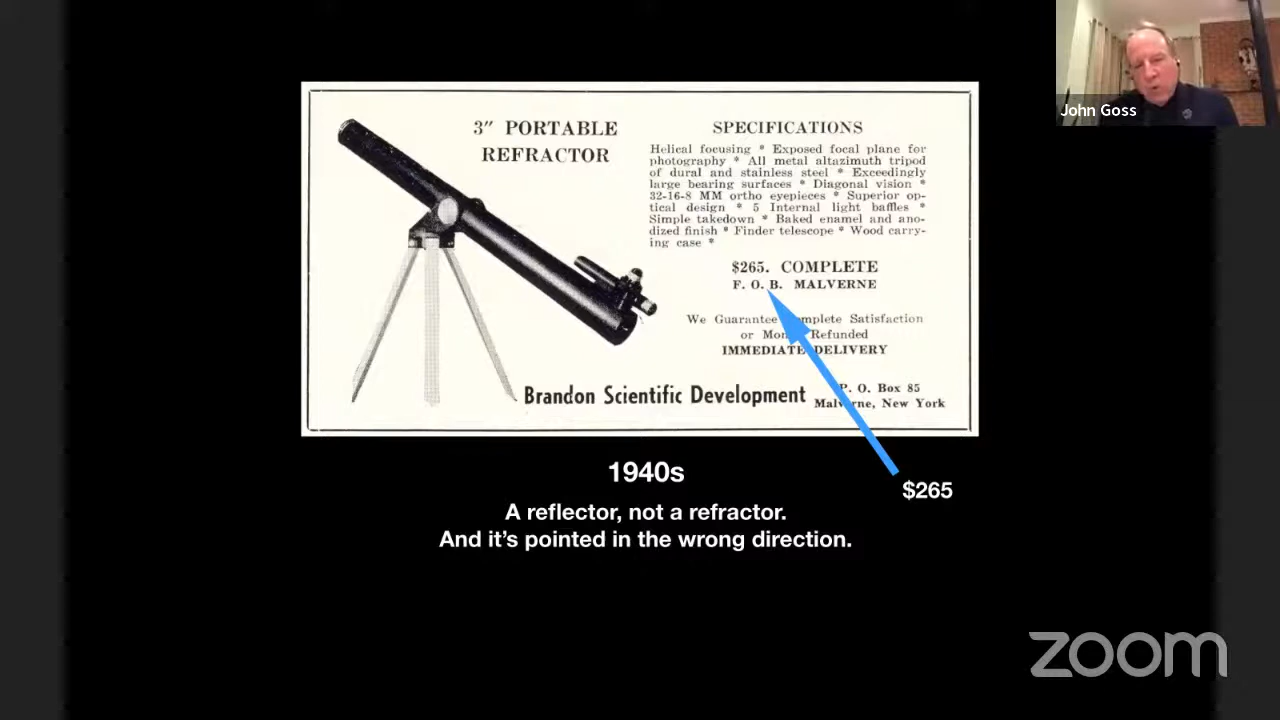 John Goss
3″ PORTABLE
REFRACTOR
SPECIFICATIONS
Helical focusing * Exposed focal plane for
photography * All metal altazimuth tripod
of dural and stainless steel * Exceedingly
large bearing surfaces * Diagonal vision *
32-16-8 MM ortho eyepieces * Superior op-
tical design * 5 Internal light baffles *
Simple takedown * Baked enamel and ano-
dized finish * Finder telescope * Wood carry-
ing case *
$265. COMPLETE
F. O. B. MALVERNE
We Guarantee Complete Satisfaction
or Refunded
IMMEDIATE DELIVERY
Brandon Scientific Development
P. O. Box 85
Malverne, New York
1940s
$265
A reflector, not a refractor.
And it's pointed in the wrong direction.
zoom